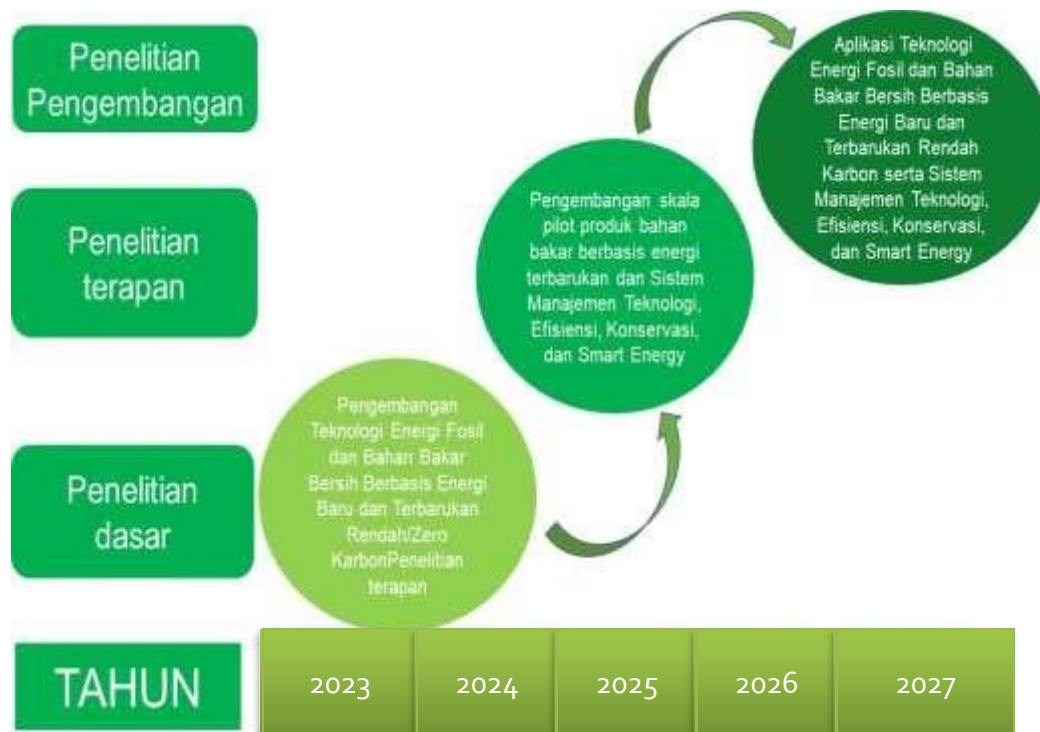 Penelitian
Pengembangan
Aplikasi Teknologi
Energi Fosil dan Bahan
Bakar Bersih Berbasis
Energi Baru dan
Terbarukan Rendah
Karbon serta Sistem
Manajemen Teknologi,
Efisiensi, Konservasi,
dan Smart Energy
Penelitian
terapan
Pengembangan skala
pilot produk bahan
bakar berbasis energi
terbarukan dan Sistem
Manajemen Teknologi,
Efisiensi, Konservasi,
dan Smart Energy
Penelitian
dasar
Pengembangan
Teknologi Energi Fosil
dan Bahan Bakar
Bersih Berbasis Energi
Baru dan Terbarukan
Rendah/Zero
KarbonPenelitian
terapan
TAHUN
2023
2024
2025
2026
2027